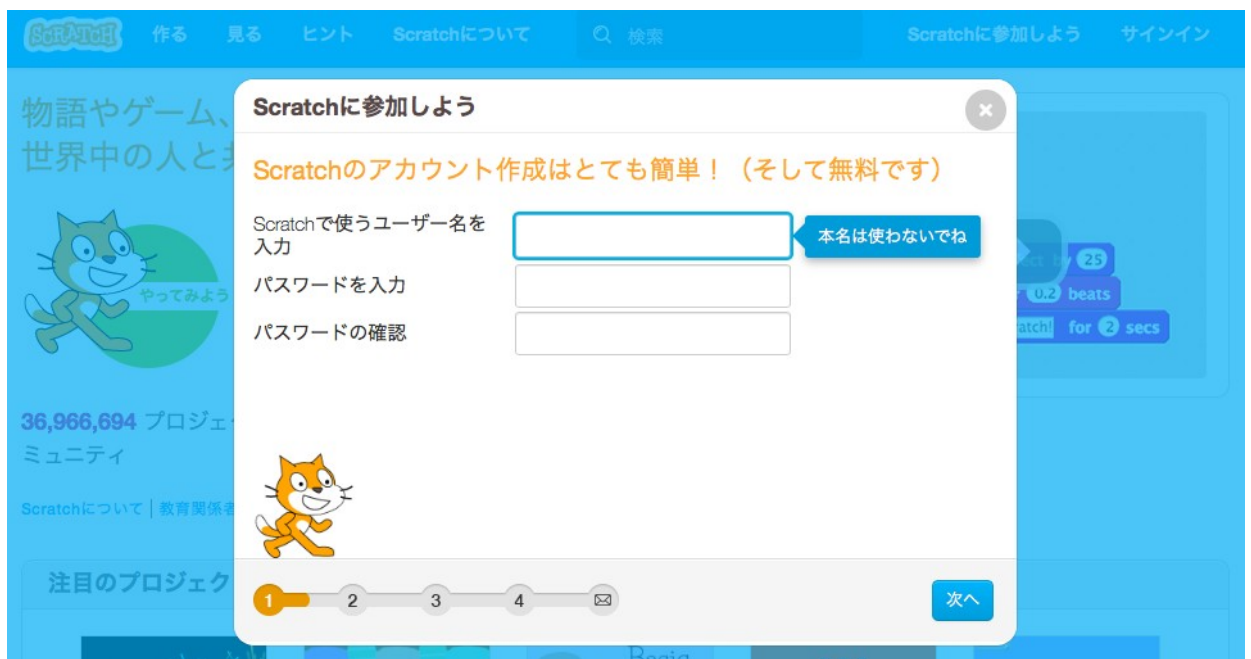 SCRATCH 作る 見る ヒント Scratchについて 検索 Scratchに参加しよう サインイン
物語やゲーム、
世界中の人と
Scratchに参加しよう
Scratchのアカウント作成はとても簡単！（そして無料です）
Scratchで使うユーザー名を
入力
本名は使わないでね
パスワードを入力
パスワードの確認
やってみよう
by 25
0.2 beats
for 2 secs
36,966,694 プロジェ
ミュニティ
Scratchについて | 教育関係者
注目のプロジェク
1 2 3 4
次へ